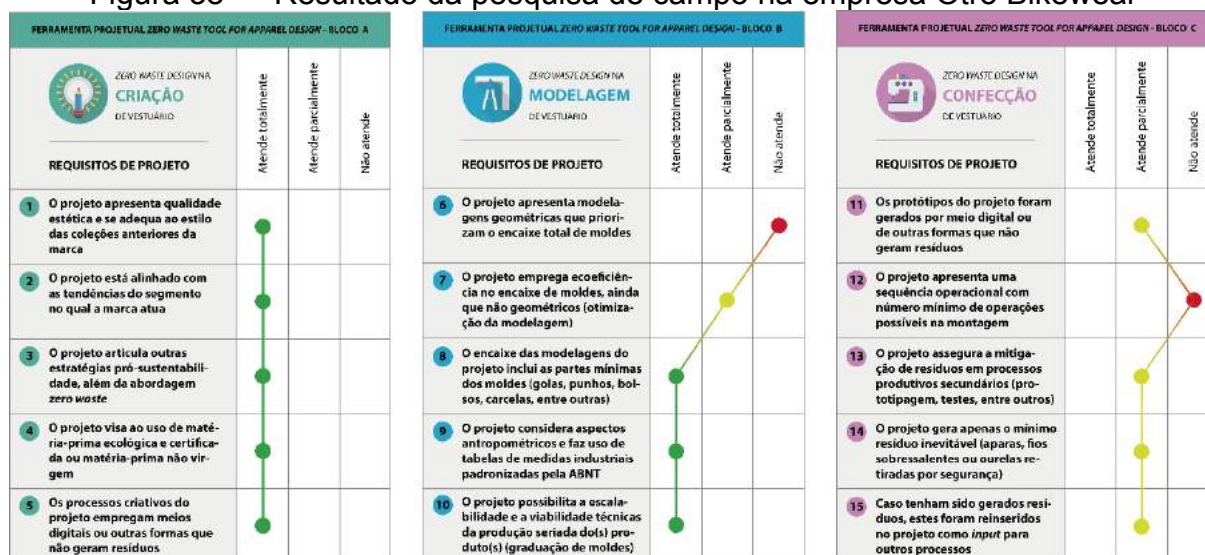 Figura 68 – Resultado da pesquisa de campo na empresa Ctrc Bikewear
FERRAMENTA PROJETUAL ZERO WASTE TOOL FOR APPAREL DESIGN - BLOCO A
ZERO WASTE DESIGN NA
CRIAÇÃO
DE VESTUÁRIO
REQUISITOS DE PROJETO
Atende totalmente
Atende parcialmente
Não atende
1 O projeto apresenta qualidade
estética e se adequa ao estilo
das coleções anteriores da
marca
2 O projeto está alinhado com
as tendências do segmento
no qual a marca atua
3 O projeto articula outras
estratégias pró-sustentabili-
dade, além da abordagem
zero waste
4 O projeto visa ao uso de maté-
ria-prima ecológica e certifica-
da ou matéria-prima não vir-
gem
5 Os processos criativos do
projeto empregam meios
digitais ou outras formas que
não geram resíduos
FERRAMENTA PROJETUAL ZERO WASTE TOOL FOR APPAREL DESIGN - BLOCO B
ZERO WASTE DESIGN NA
MODELAGEM
DE VESTUÁRIO
REQUISITOS DE PROJETO
Atende totalmente
Atende parcialmente
Não atende
6 O projeto apresenta modela-
gens geométricas que priori-
zam o encaixe total de moldes
7 O projeto emprega ecoeficiên-
cia no encaixe de moldes, ainda
que não geométricos (otimiza-
ção da modelagem)
8 O encaixe das modelagens do
projeto inclui as partes mínimas
dos moldes (golas, punhos, bol-
sos, carcelas, entre outras)
9 O projeto considera aspectos
antropométricos e faz uso de
tabelas de medidas industriais
padronizadas pela ABNT
10 O projeto possibilita a escala-
bilidade e a viabilidade técnicas
da produção seriada do(s) pro-
duto(s) (graduação de moldes)
FERRAMENTA PROJETUAL ZERO WASTE TOOL FOR APPAREL DESIGN - BLOCO C
ZERO WASTE DESIGN NA
CONFECÇÃO
DE VESTUÁRIO
REQUISITOS DE PROJETO
Atende totalmente
Atende parcialmente
Não atende
11 Os protótipos do projeto foram
gerados por meio digital ou
de outras formas que não
geram resíduos
12 O projeto apresenta uma
sequência operacional com
número mínimo de operações
possíveis na montagem
13 O projeto assegura a mitiga-
ção de resíduos em processos
produtivos secundários (pro-
totipagem, testes, entre outros)
14 O projeto gera apenas o mínimo
resíduo inevitável (aparas, fios
sobressalentes ou ourelas re-
tiradas por segurança)
15 Caso tenham sido gerados resí-
duos, estes foram reinseridos
no projeto como input para
outros processos